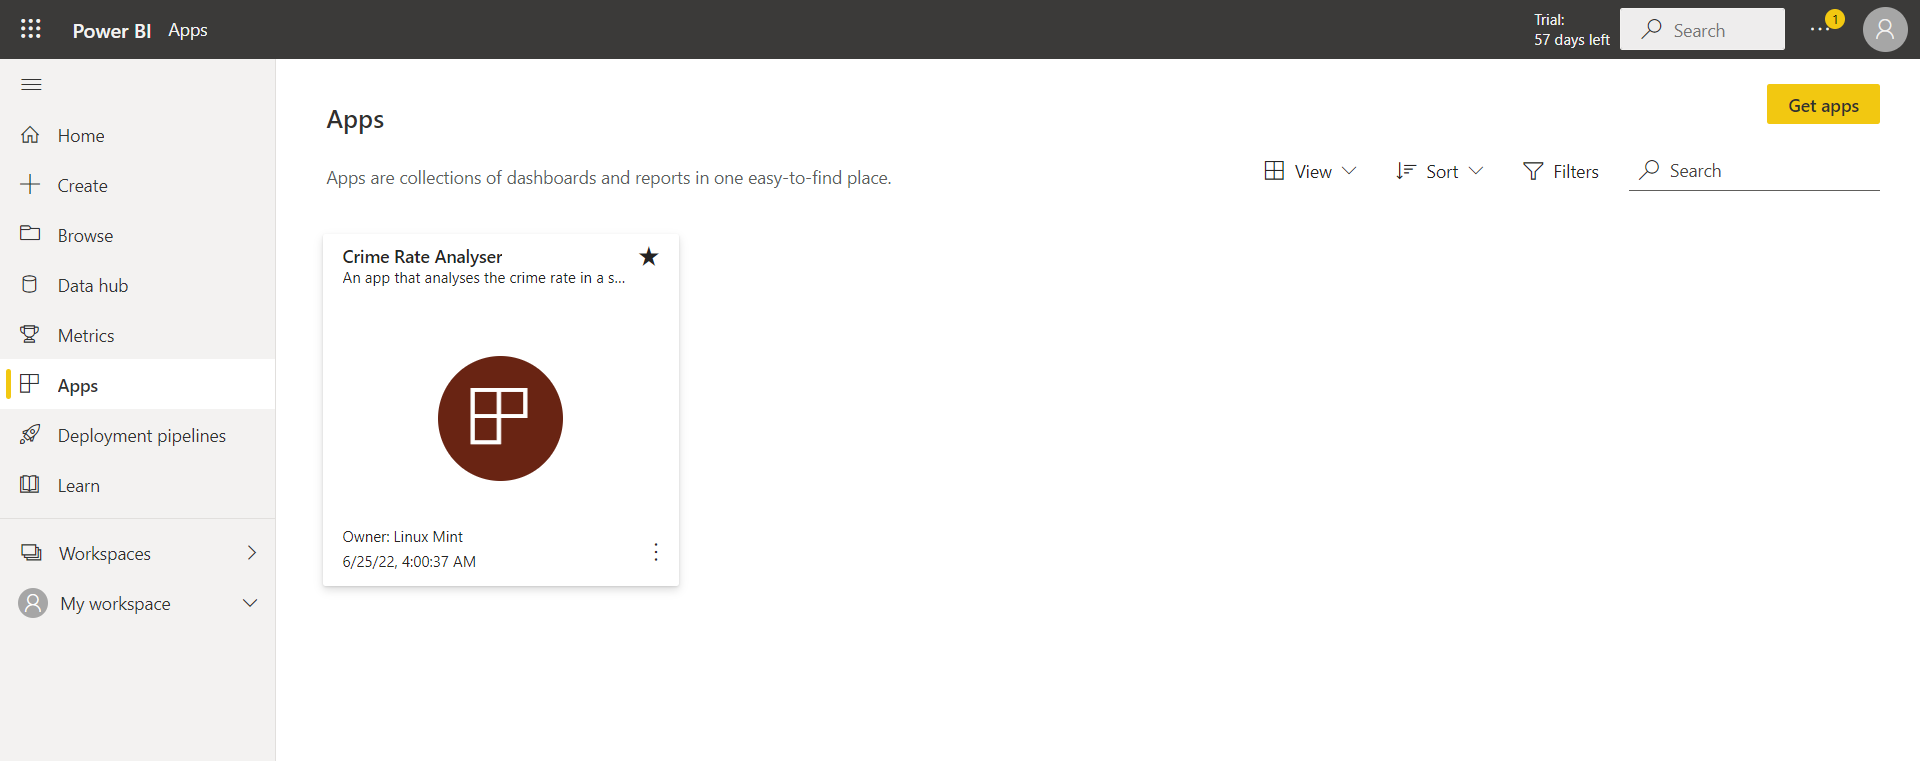 Power BI Apps
Trial:
57 days left
Search
1
Home
Create
Browse
Data hub
Metrics
Apps
Deployment pipelines
Learn
Workspaces
My workspace
Apps
Get apps
Apps are collections of dashboards and reports in one easy-to-find place.
View
Sort
Filters
Search
Crime Rate Analyser
An app that analyses the crime rate in a s...
Owner: Linux Mint
6/25/22, 4:00:37 AM